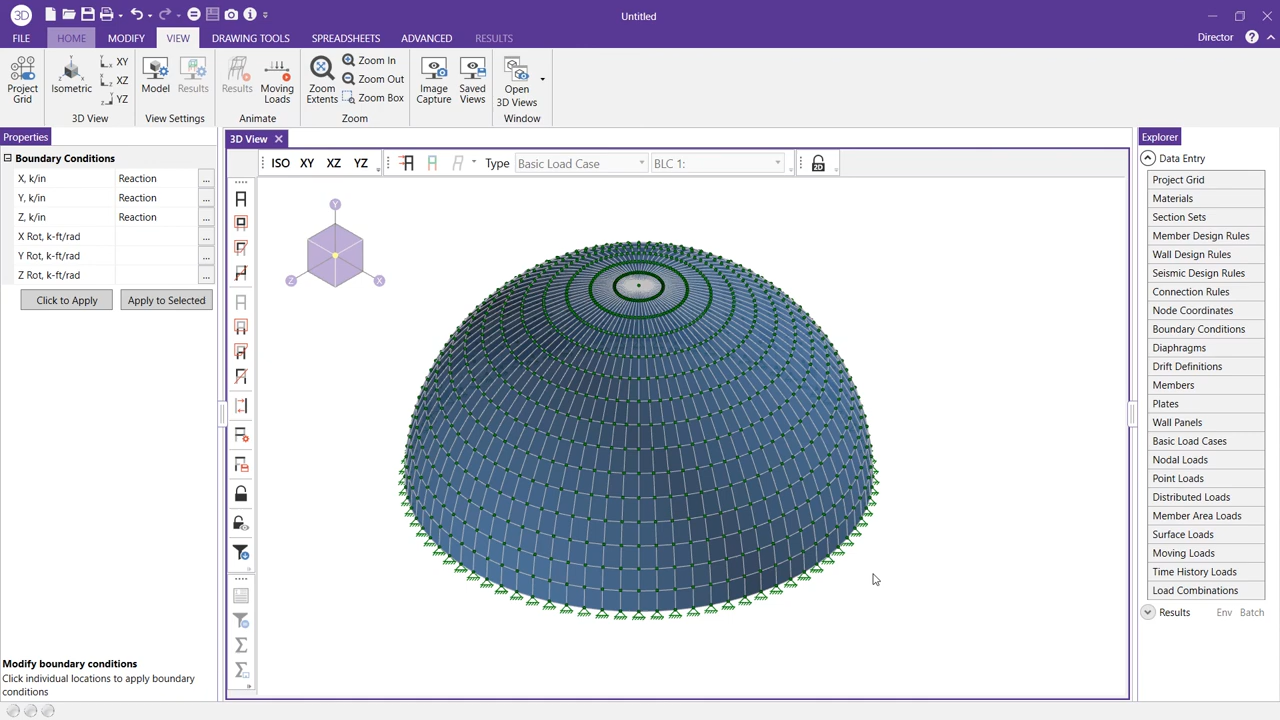 3D
Untitled
FILE HOME MODIFY VIEW DRAWING TOOLS SPREADSHEETS ADVANCED RESULTS Director ?
Project Grid
Isometric
XY
XZ
YZ
3D View
Model
Results
View Settings
Results
Moving Loads
Animate
Zoom Extents
Zoom In
Zoom Out
Zoom Box
Zoom
Image Capture
Saved Views
Open 3D Views
Window
Properties
Boundary Conditions
X, k/in Reaction ...
Y, k/in Reaction ...
Z, k/in Reaction ...
X Rot, k-ft/rad ...
Y Rot, k-ft/rad ...
Z Rot, k-ft/rad ...
Click to Apply Apply to Selected
Modify boundary conditions
Click individual locations to apply boundary
conditions
3D View
ISO XY XZ YZ Type Basic Load Case BLC 1: 2D
Y
Z
X
Explorer
Data Entry
Project Grid
Materials
Section Sets
Member Design Rules
Wall Design Rules
Seismic Design Rules
Connection Rules
Node Coordinates
Boundary Conditions
Diaphragms
Drift Definitions
Members
Plates
Wall Panels
Basic Load Cases
Nodal Loads
Point Loads
Distributed Loads
Member Area Loads
Surface Loads
Moving Loads
Time History Loads
Load Combinations
Results Env Batch